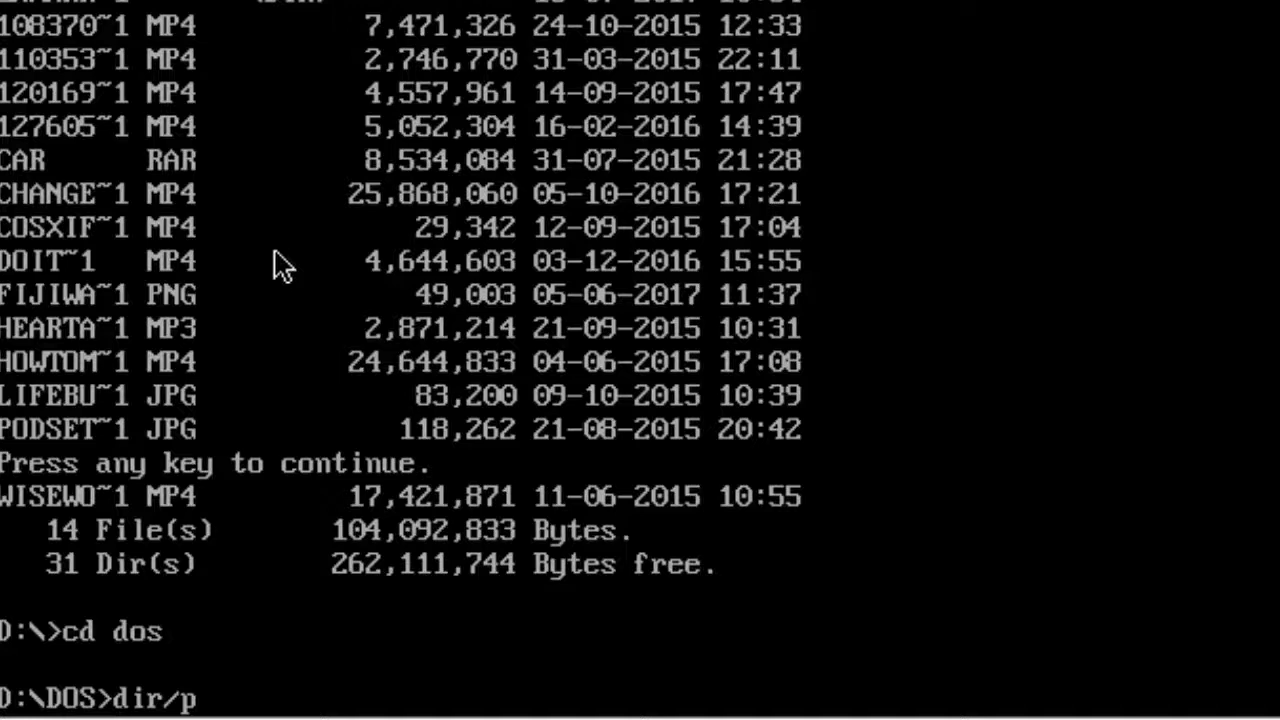 108370~1 MP4 7,471,326 24-10-2015 12:33
110353~1 MP4 2,746,770 31-03-2015 22:11
120169~1 MP4 4,557,961 14-09-2015 17:47
127605~1 MP4 5,052,304 16-02-2016 14:39
CAR RAR 8,534,084 31-07-2015 21:28
CHANGE~1 MP4 25,868,060 05-10-2016 17:21
COSXIF~1 MP4 29,342 12-09-2015 17:04
DOIT~1 MP4 4,644,603 03-12-2016 15:55
FIJIWA~1 PNG 49,003 05-06-2017 11:37
HEARTA~1 MP3 2,871,214 21-09-2015 10:31
HOWTOM~1 MP4 24,644,833 04-06-2015 17:08
LIFEBU~1 JPG 83,200 09-10-2015 10:39
PODSET~1 JPG 118,262 21-08-2015 20:42
Press any key to continue.
WISEWO~1 MP4 17,421,871 11-06-2015 10:55
14 File(s) 104,092,833 Bytes.
31 Dir(s) 262,111,744 Bytes free.
D:\>cd dos
D:\DOS>dir/p